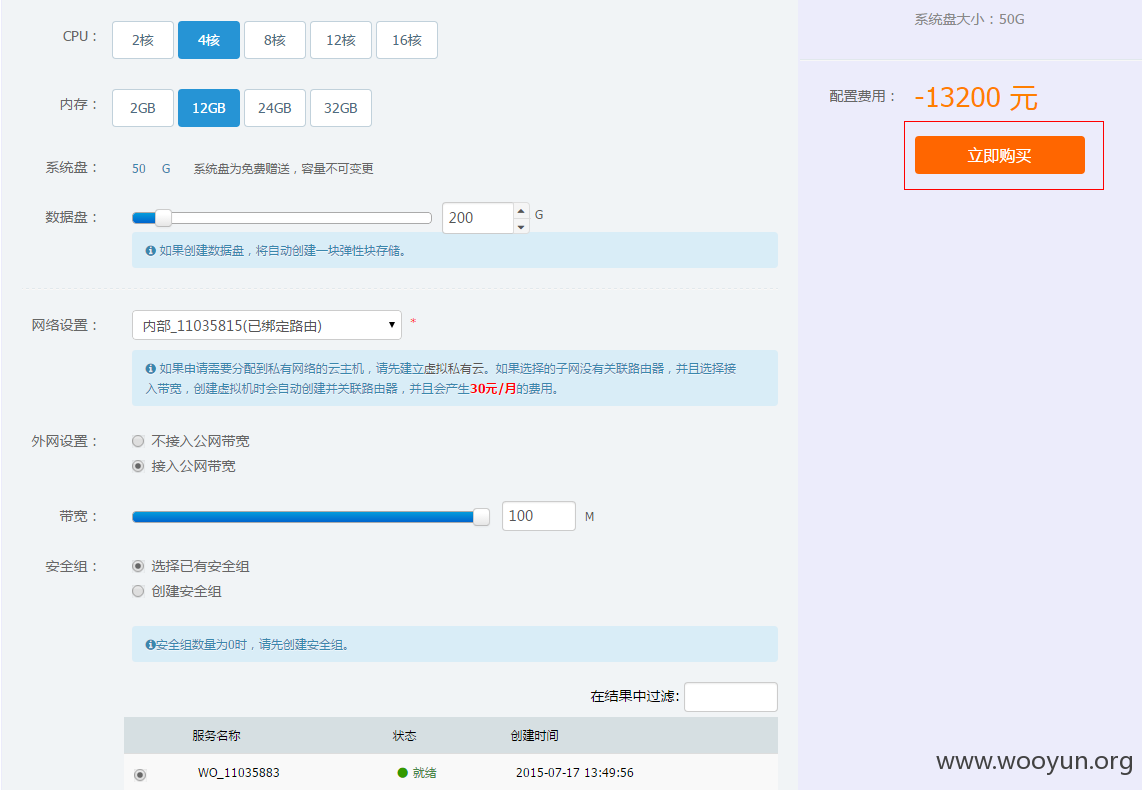 系统盘大小：50G
CPU： 2核 4核 8核 12核 16核
配置费用： -13200 元
内存： 2GB 12GB 24GB 32GB
立即购买
系统盘： 50 G 系统盘为免费赠送，容量不可变更
数据盘： 200 G
如果创建数据盘，将自动创建一块弹性块存储。
网络设置： 内部_11035815(已绑定路由) *
如果申请需要分配到私有网络的云主机，请先建立虚拟私有云。如果选择的子网没有关联路由器，并且选择接
入带宽，创建虚拟机时会自动创建并关联路由器，并且会产生30元/月的费用。
外网设置： 不接入公网带宽
接入公网带宽
带宽： 100 M
安全组： 选择已有安全组
创建安全组
安全组数量为0时，请先创建安全组。
在结果中过滤:
服务名称 状态 创建时间
WO_11035883 就绪 2015-07-17 13:49:56
www.wooyun.org